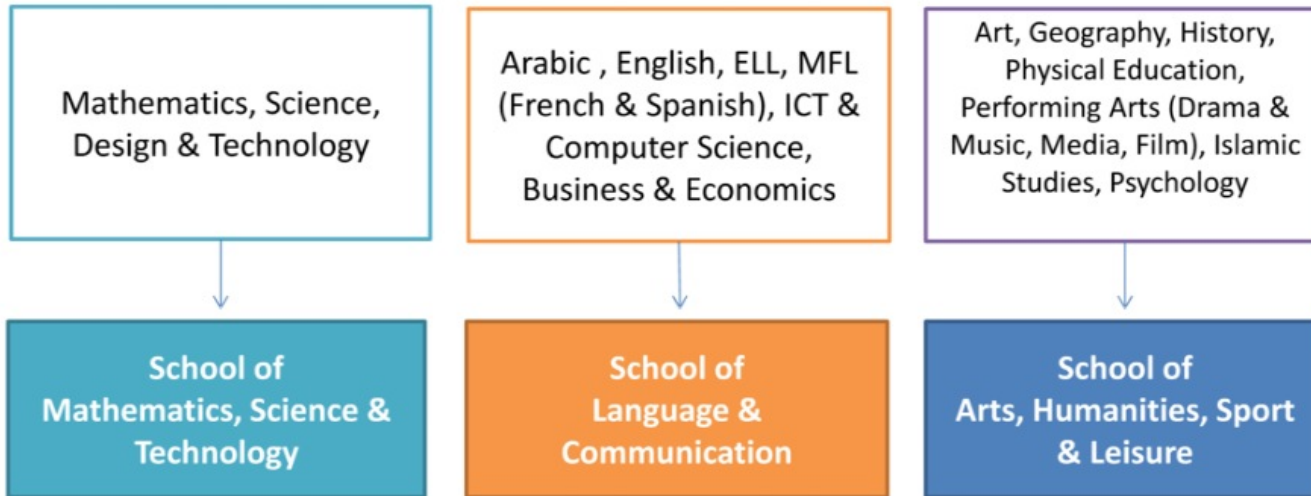 Mathematics, Science,
Design & Technology
Arabic , English, ELL, MFL
(French & Spanish), ICT &
Computer Science,
Business & Economics
Art, Geography, History,
Physical Education,
Performing Arts (Drama &
Music, Media, Film), Islamic
Studies, Psychology
School of
Mathematics, Science &
Technology
School of
Language &
Communication
School of
Arts, Humanities, Sport
& Leisure